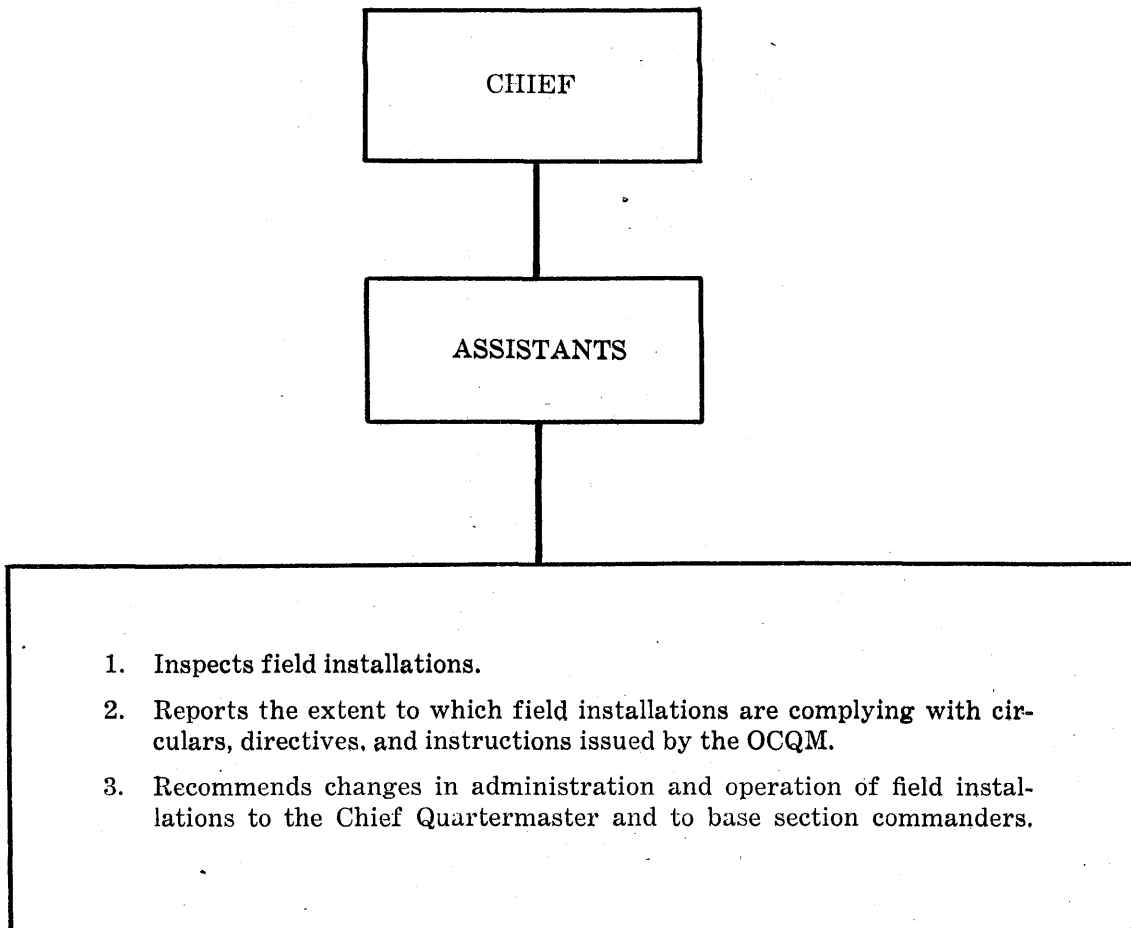 CHIEF
ASSISTANTS
1. Inspects field installations.
2. Reports the extent to which field installations are complying with cir-
culars, directives, and instructions issued by the OCQM.
3. Recommends changes in administration and operation of field instal-
lations to the Chief Quartermaster and to base section commanders.